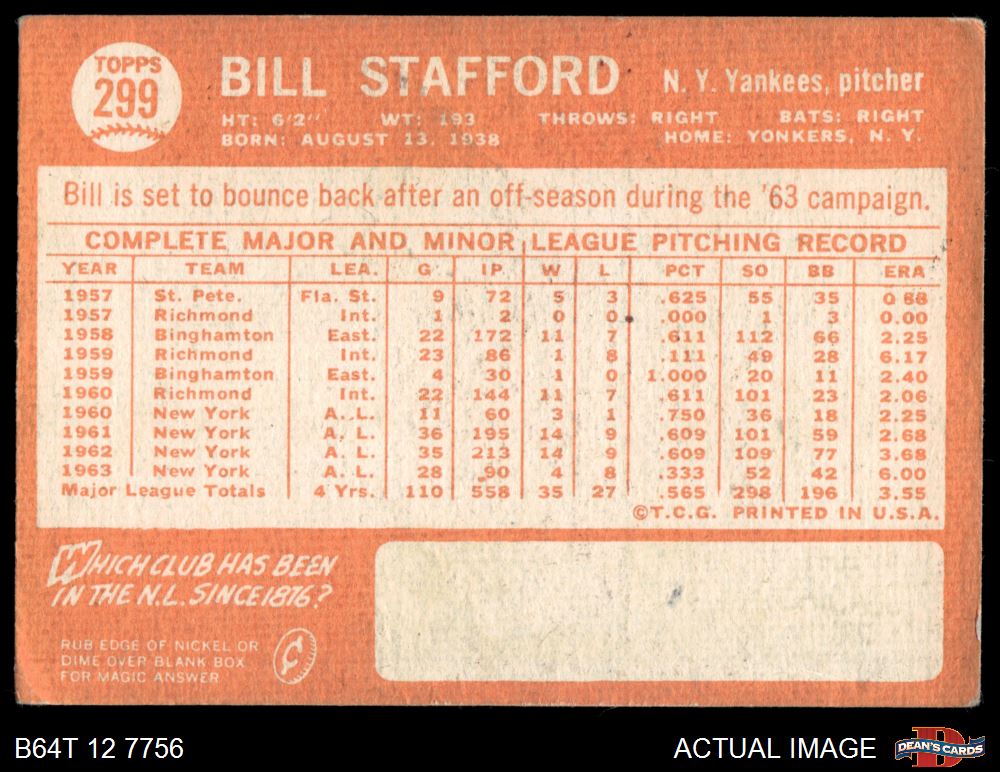 TOPPS
299
BILL STAFFORD N. Y. Yankees, pitcher
HT: 6'2" WT: 193 THROWS: RIGHT BATS: RIGHT
BORN: AUGUST 13, 1938 HOME: YONKERS, N. Y.
Bill is set to bounce back after an off-season during the '63 campaign.
COMPLETE MAJOR AND MINOR LEAGUE PITCHING RECORD
YEAR TEAM LEA. G IP W L PCT SO BB ERA
1957 St. Pete. Fla. St. 9 72 5 3 .625 55 35
1957 Richmond Int. 1 2 0 0 .000 1 3 0.00
1958 Binghamton East. 22 172 11 7 .611 112 66 2.25
1959 Richmond Int. 23 86 1 8 .111 49 28 6.17
1959 Binghamton East. 4 30 1 0 1.000 20 11 2.40
1960 Richmond Int. 22 144 11 7 .611 101 23 2.06
1960 New York A. L. 11 60 3 1 .750 36 18 2.25
1961 New York A. L. 36 195 14 9 .609 101 59 2.68
1962 New York A. L. 35 213 14 9 .609 109 77 3.68
1963 New York A. L. 28 90 4 8 .333 52 42 6.00
Major League Totals 4 Yrs. 110 558 35 27 .565 298 196 3.55
©T.C.G. PRINTED IN U.S.A.
WHICH CLUB HAS BEEN
IN THE N.L. SINCE 1876?
RUB EDGE OF NICKEL OR
DIME OVER BLANK BOX
FOR MAGIC ANSWER
¢
B64T 12 7756 ACTUAL IMAGE
D
DEAN'S CARDS